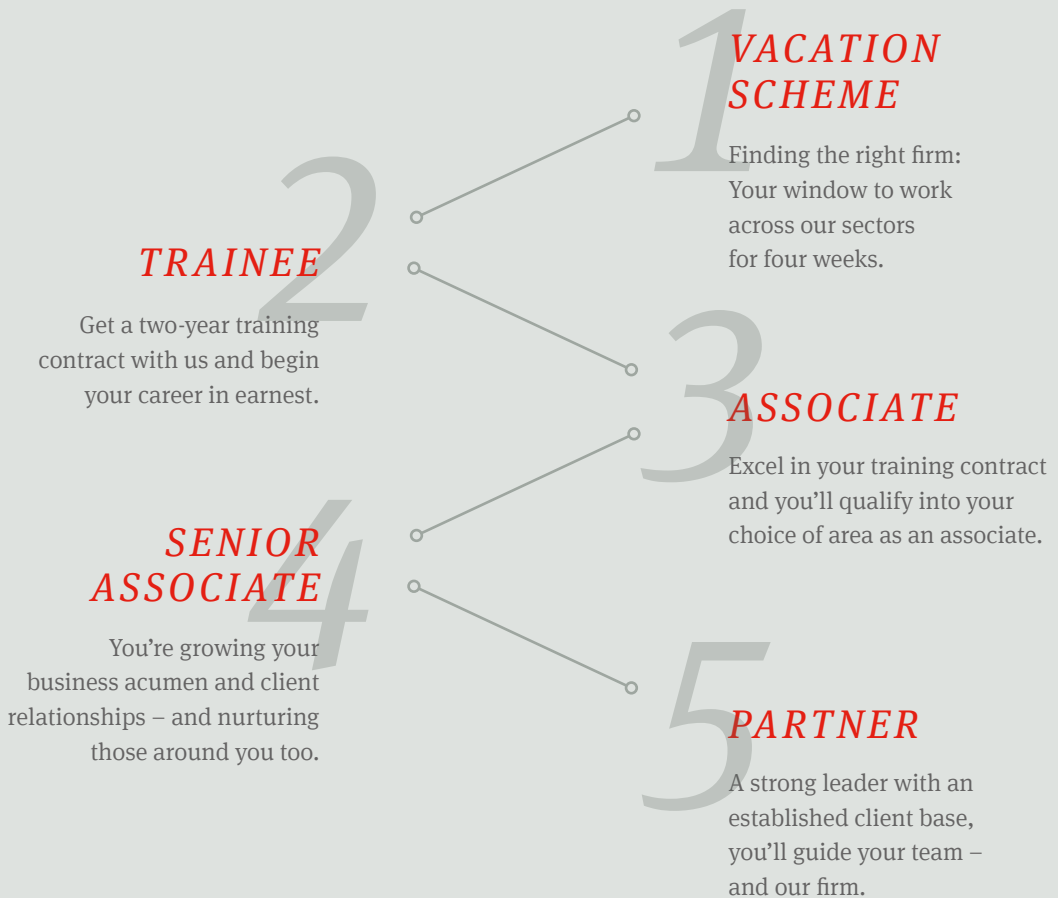 1
VACATION
SCHEME
Finding the right firm:
Your window to work
across our sectors
for four weeks.
2
TRAINEE
Get a two-year training
contract with us and begin
your career in earnest.
3
ASSOCIATE
Excel in your training contract
and you’ll qualify into your
choice of area as an associate.
4
SENIOR
ASSOCIATE
You’re growing your
business acumen and client
relationships – and nurturing
those around you too.
5
PARTNER
A strong leader with an
established client base,
you’ll guide your team –
and our firm.